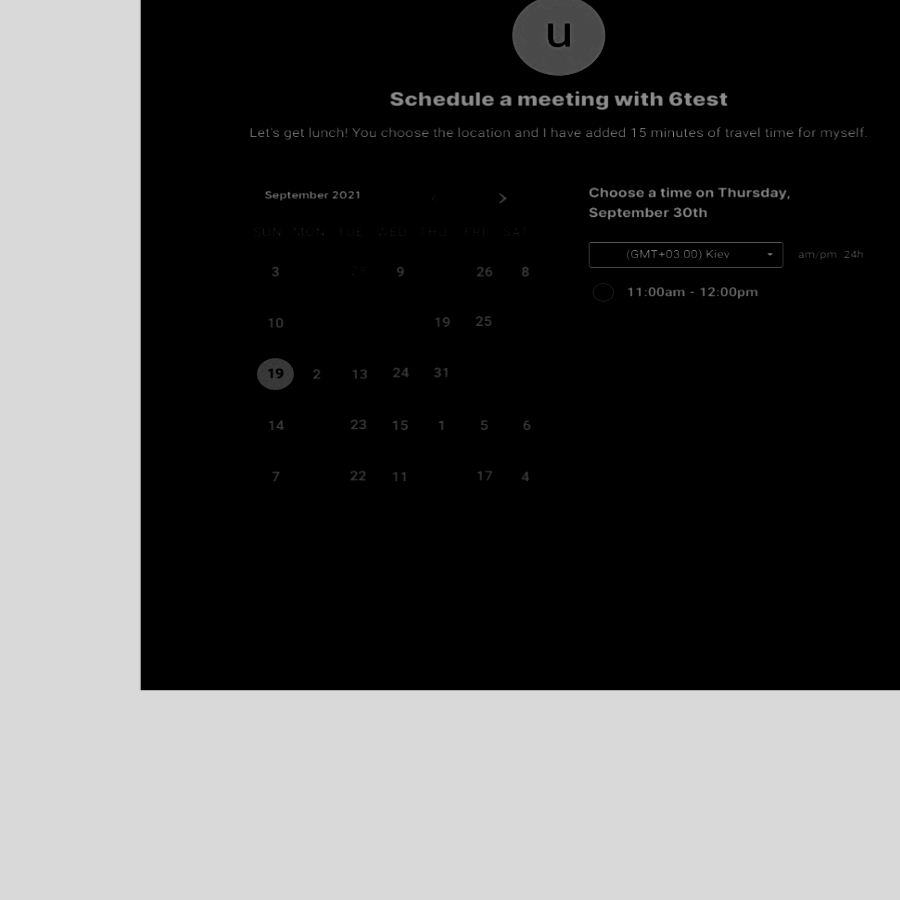 u
Schedule a meeting with 6test
Let's get lunch! You choose the location and I have added 15 minutes of travel time for myself.
September 2021
SUN MON TUE WED THU FRI SAT
3 9 26 8
10 19 25
19 2 13 24 31
14 23 15 1 5 6
7 22 11 17 4
Choose a time on Thursday,
September 30th
(GMT+03:00) Kiev am/pm 24h
11:00am - 12:00pm